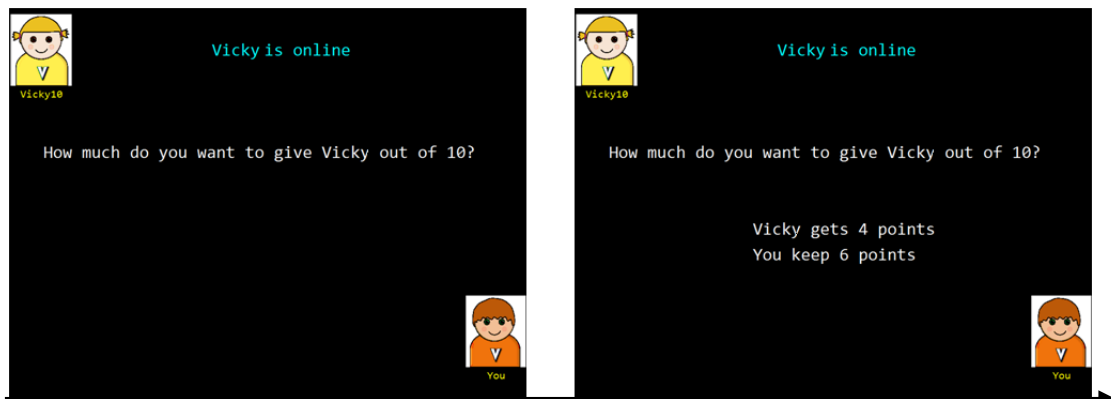 Vicky is online
V
Vicky10
How much do you want to give Vicky out of 10?
V
You
Vicky is online
V
Vicky10
How much do you want to give Vicky out of 10?
Vicky gets 4 points
You keep 6 points
V
You